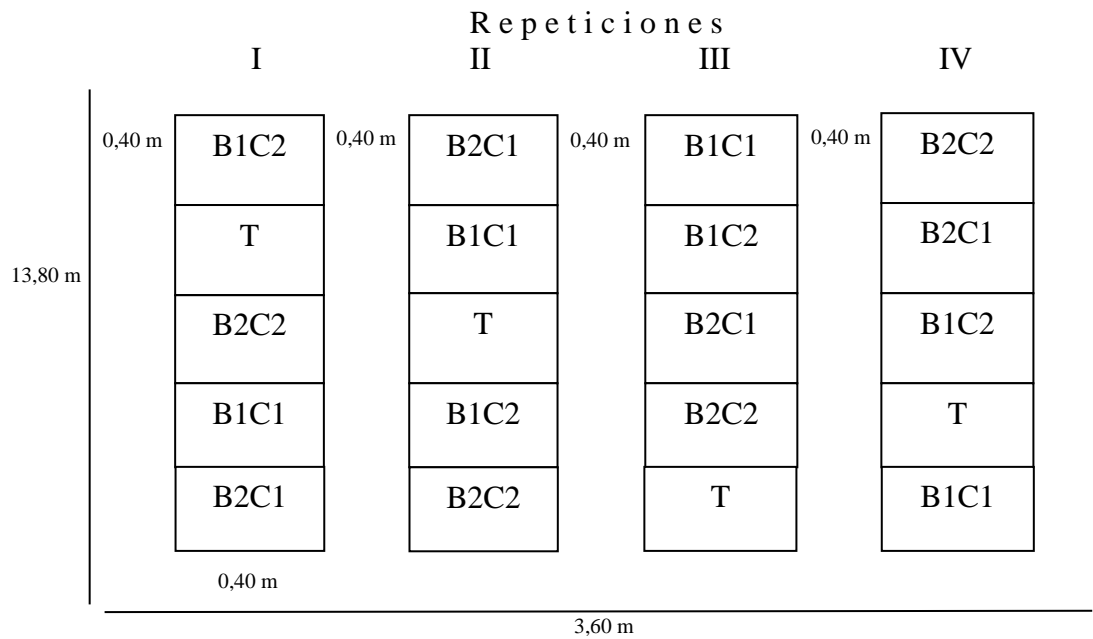 R e p e t i c i o n e s
I II III IV
0,40 m B1C2 0,40 m B2C1 0,40 m B1C1 0,40 m B2C2
T B1C1 B1C2 B2C1
13,80 m
B2C2 T B2C1 B1C2
B1C1 B1C2 B2C2 T
B2C1 B2C2 T B1C1
0,40 m
3,60 m